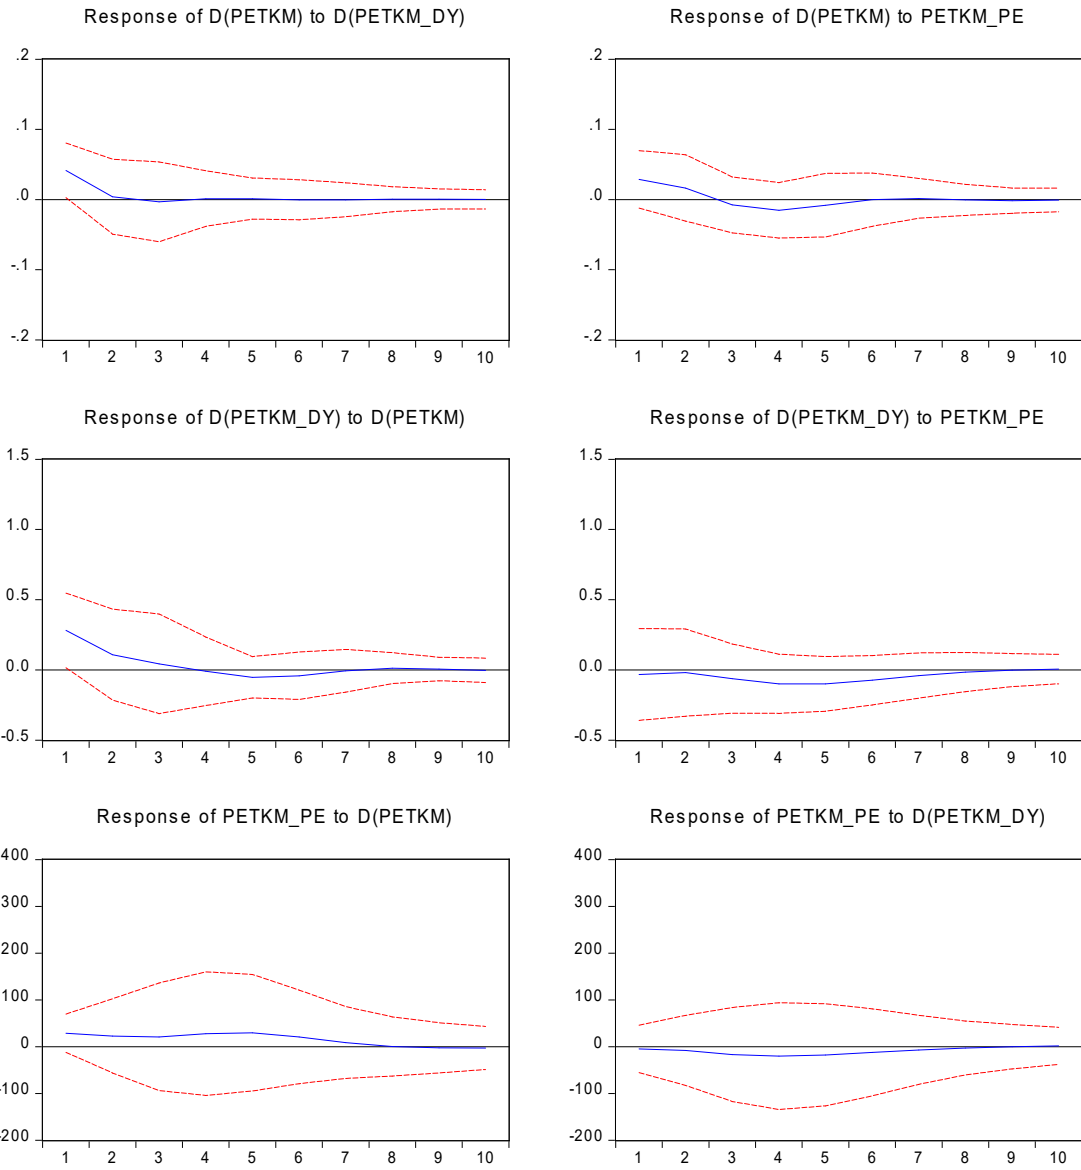 Response of D(PETKM) to D(PETKM_DY)
.2
.1
.0
-.1
-.2
1 2 3 4 5 6 7 8 9 10
Response of D(PETKM) to PETKM_PE
.2
.1
.0
-.1
-.2
1 2 3 4 5 6 7 8 9 10
Response of D(PETKM_DY) to D(PETKM)
1.5
1.0
0.5
0.0
-0.5
1 2 3 4 5 6 7 8 9 10
Response of D(PETKM_DY) to PETKM_PE
1.5
1.0
0.5
0.0
-0.5
1 2 3 4 5 6 7 8 9 10
Response of PETKM_PE to D(PETKM)
400
300
200
100
0
-100
-200
1 2 3 4 5 6 7 8 9 10
Response of PETKM_PE to D(PETKM_DY)
400
300
200
100
0
-100
-200
1 2 3 4 5 6 7 8 9 10